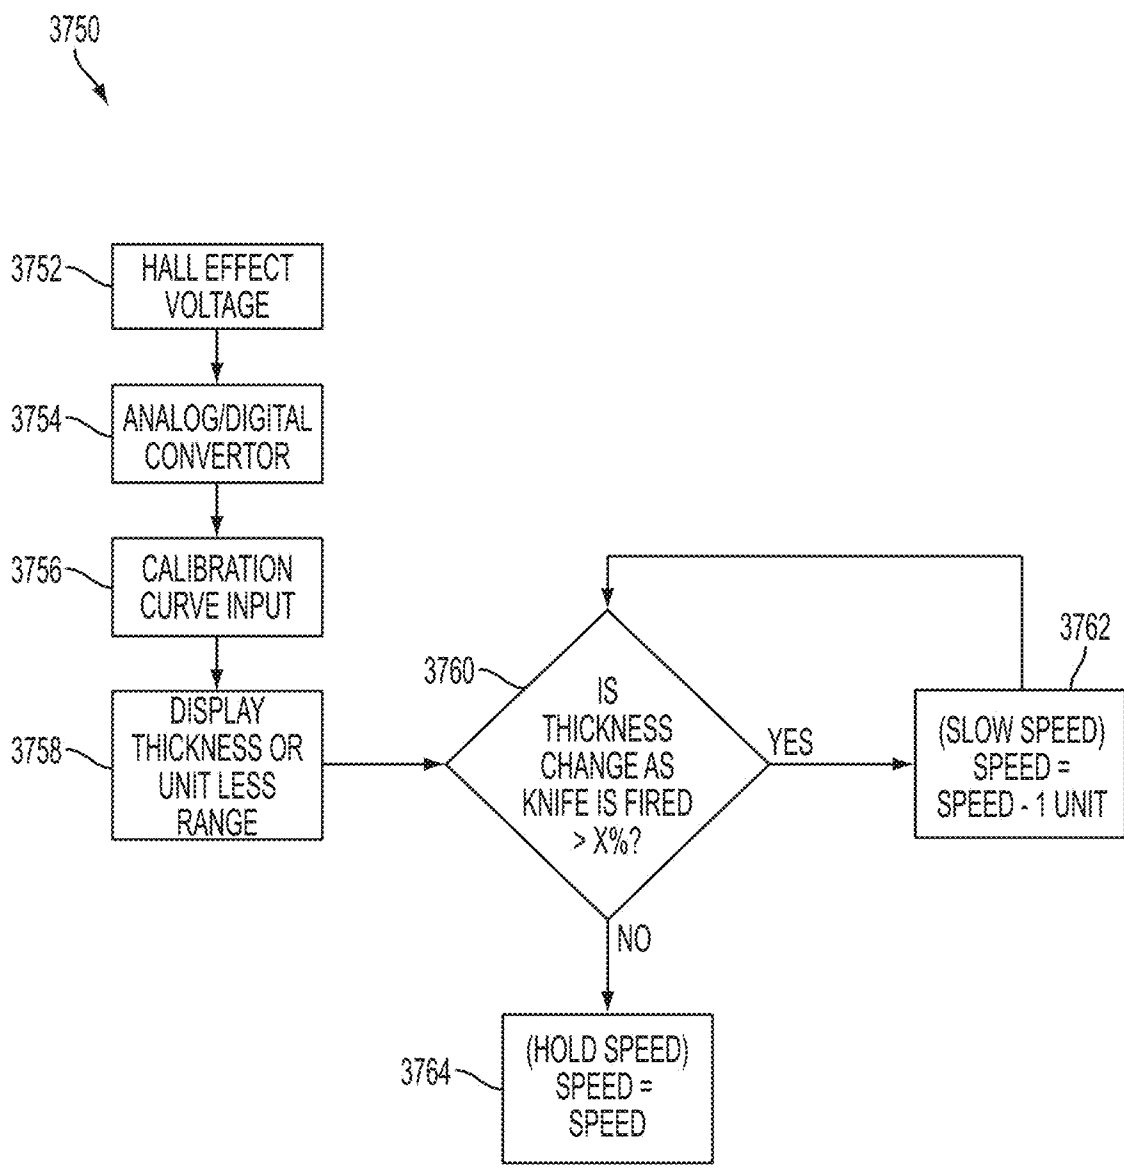 3750
3752
HALL EFFECT
VOLTAGE
3754
ANALOG/DIGITAL
CONVERTOR
3756
CALIBRATION
CURVE INPUT
3758
DISPLAY
THICKNESS OR
UNIT LESS
RANGE
3760
IS
THICKNESS
CHANGE AS
KNIFE IS FIRED
> X%?
YES
3762
(SLOW SPEED)
SPEED =
SPEED - 1 UNIT
NO
3764
(HOLD SPEED)
SPEED =
SPEED